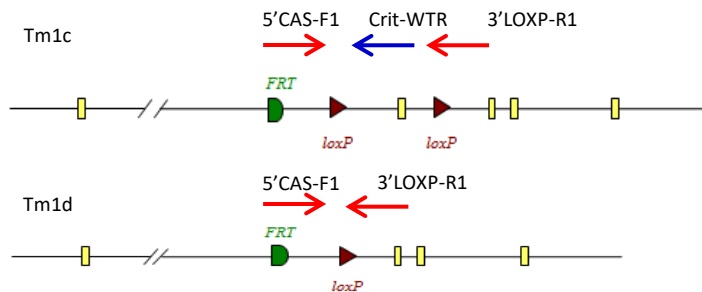 5'CAS-F1 Crit-WTR 3'LOXP-R1
Tm1c
FRT
loxP loxP
5'CAS-F1 3'LOXP-R1
Tm1d
FRT
loxP